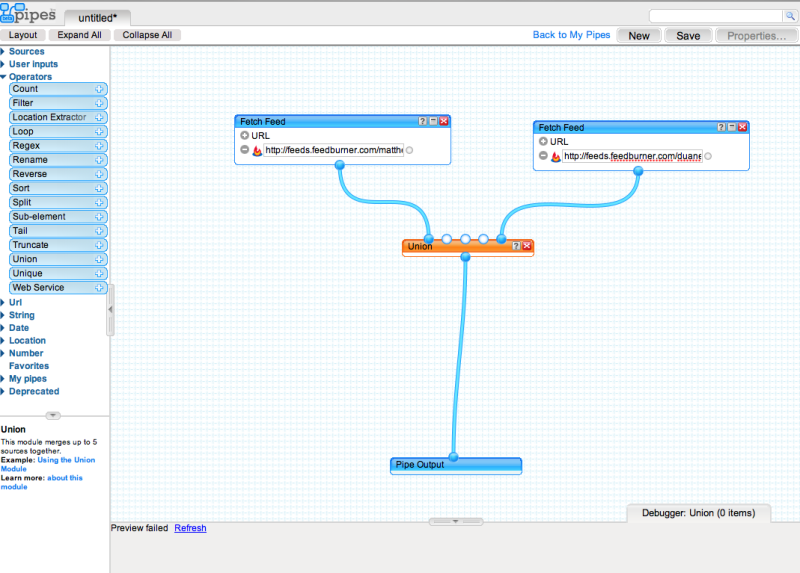 pipes
untitled*
Layout Expand All Collapse All
Back to My Pipes New Save Properties...
Sources
User inputs
Operators
Count
Filter
Location Extractor
Loop
Regex
Rename
Reverse
Sort
Split
Sub-element
Tail
Truncate
Union
Unique
Web Service
Url
String
Date
Location
Number
Favorites
My pipes
Deprecated
Union
This module merges up to 5
sources together.
Example: Using the Union
Module
Learn more: about this
module
Fetch Feed ?
URL
http://feeds.feedburner.com/matth
Fetch Feed ?
URL
http://feeds.feedburner.com/duane
Union ?
Pipe Output
Debugger: Union (0 items)
Preview failed Refresh